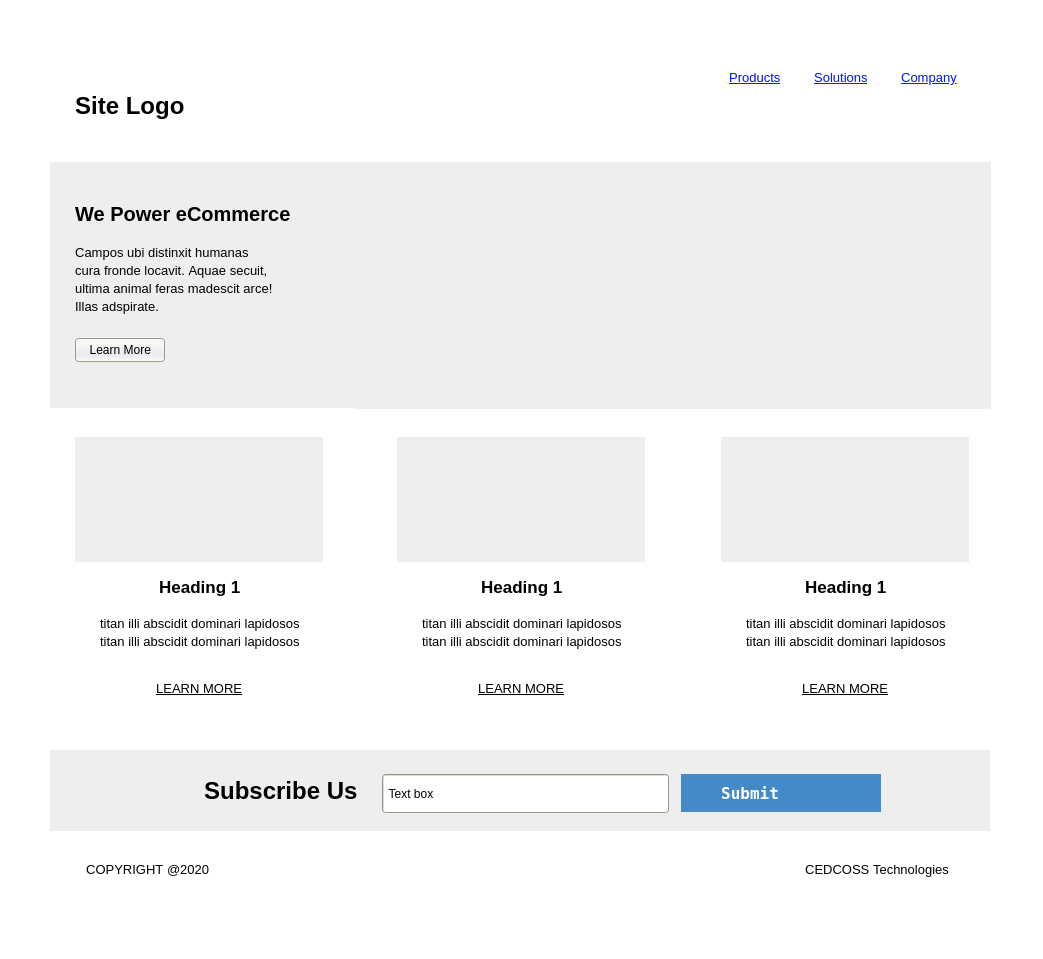 Products Solutions Company
Site Logo
We Power eCommerce
Campos ubi distinxit humanas
cura fronde locavit. Aquae secuit,
ultima animal feras madescit arce!
Illas adspirate.
Learn More
Heading 1
titan illi abscidit dominari lapidosos
titan illi abscidit dominari lapidosos
LEARN MORE
Heading 1
titan illi abscidit dominari lapidosos
titan illi abscidit dominari lapidosos
LEARN MORE
Heading 1
titan illi abscidit dominari lapidosos
titan illi abscidit dominari lapidosos
LEARN MORE
Subscribe Us Text box Submit
COPYRIGHT @2020 CEDCOSS Technologies